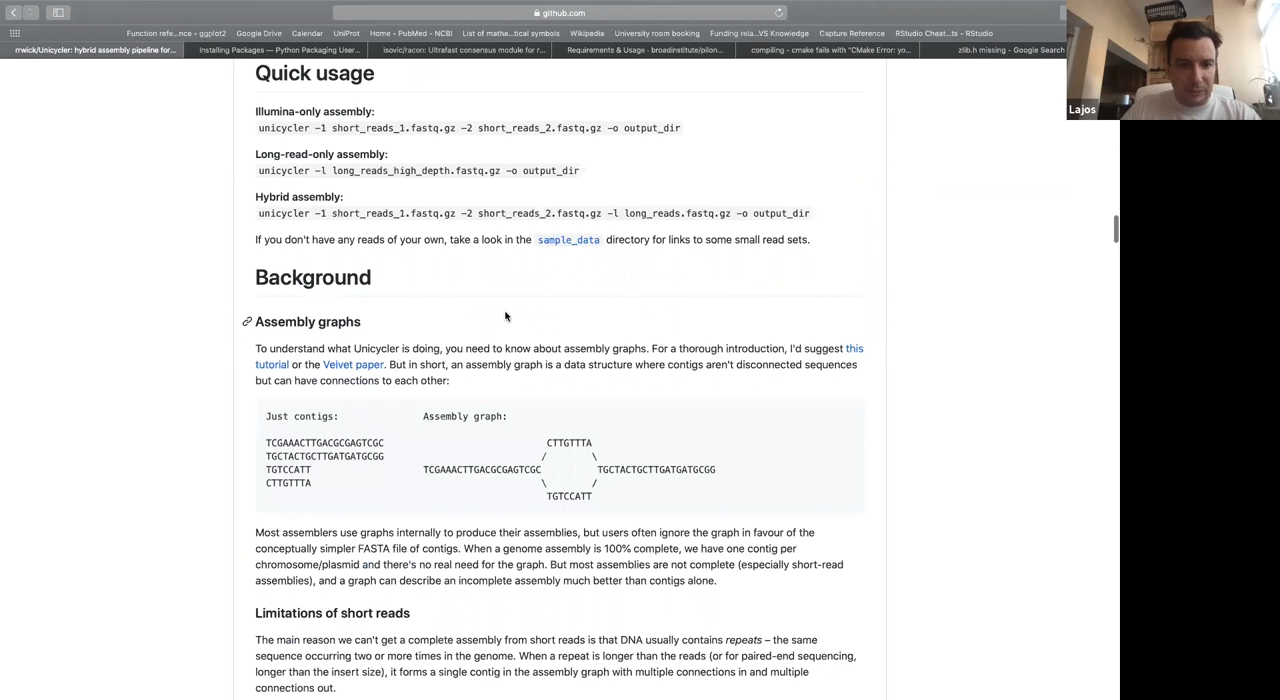 github.com
Function refe...nce - ggplot2 Google Drive Calendar UniProt Home - PubMed - NCBI List of mathe...tical symbols Wikipedia University room booking Funding rela...VS Knowledge Capture Reference RStudio Cheat...ts - RStudio
rrwick/Unicycler: hybrid assembly pipeline for... Installing Packages — Python Packaging User... isovic/racon: Ultrafast consensus module for r... Requirements & Usage · broadinstitute/pilon... compiling - cmake fails with "CMake Error: yo... zlib.h missing - Google Search
Lajos
Quick usage
Illumina-only assembly:
unicycler -1 short_reads_1.fastq.gz -2 short_reads_2.fastq.gz -o output_dir
Long-read-only assembly:
unicycler -l long_reads_high_depth.fastq.gz -o output_dir
Hybrid assembly:
unicycler -1 short_reads_1.fastq.gz -2 short_reads_2.fastq.gz -l long_reads.fastq.gz -o output_dir
If you don't have any reads of your own, take a look in the sample_data directory for links to some small read sets.
Background
Assembly graphs
To understand what Unicycler is doing, you need to know about assembly graphs. For a thorough introduction, I'd suggest this
tutorial or the Velvet paper. But in short, an assembly graph is a data structure where contigs aren't disconnected sequences
but can have connections to each other:
Just contigs: Assembly graph:
TCGAAACTTGACGCGAGTCGC CTTGTTTA
TGCTACTGCTTGATGATGCGG / \
TGTCCATT TCGAAACTTGACGCGAGTCGC TGCTACTGCTTGATGATGCGG
CTTGTTTA \ /
TGTCCATT
Most assemblers use graphs internally to produce their assemblies, but users often ignore the graph in favour of the
conceptually simpler FASTA file of contigs. When a genome assembly is 100% complete, we have one contig per
chromosome/plasmid and there's no real need for the graph. But most assemblies are not complete (especially short-read
assemblies), and a graph can describe an incomplete assembly much better than contigs alone.
Limitations of short reads
The main reason we can't get a complete assembly from short reads is that DNA usually contains repeats – the same
sequence occurring two or more times in the genome. When a repeat is longer than the reads (or for paired-end sequencing,
longer than the insert size), it forms a single contig in the assembly graph with multiple connections in and multiple
connections out.